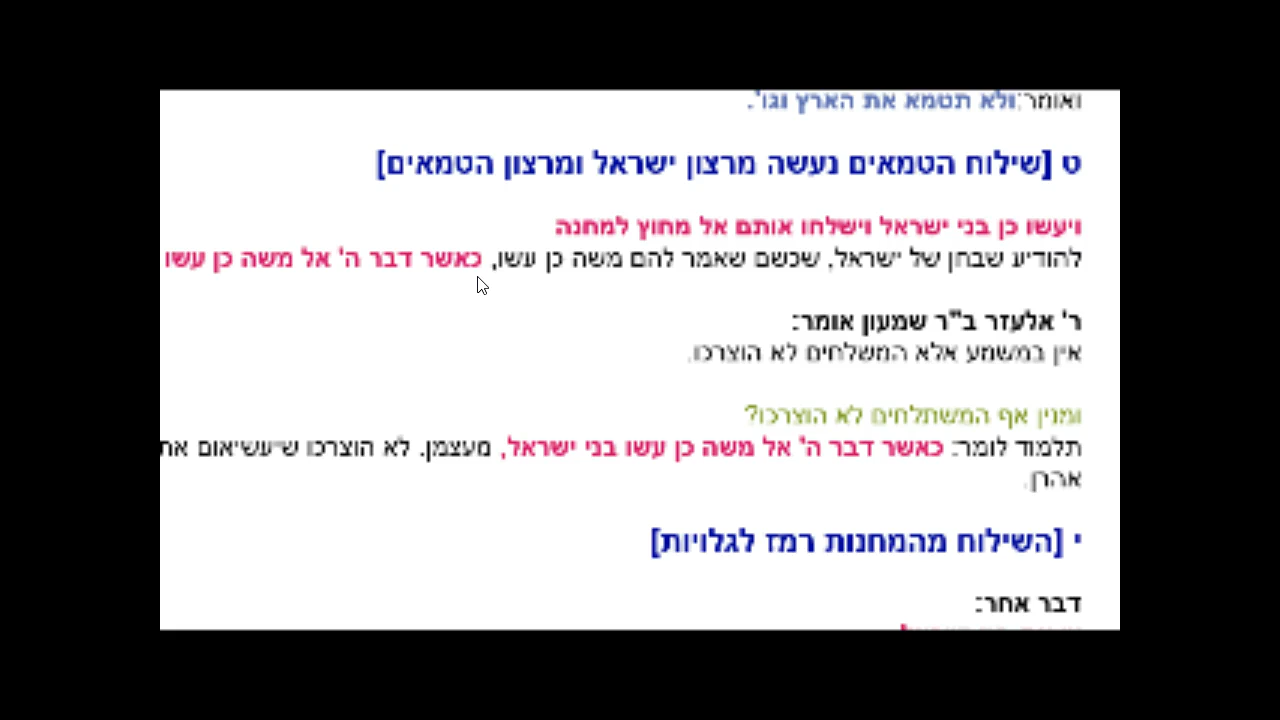 ואומר: ולא תטמא את הארץ וגו'.
ט [שילוח הטמאים נעשה מרצון ישראל ומרצון הטמאים]
ויעשו כן בני ישראל וישלחו אותם אל מחוץ למחנה
להודיע שבחן של ישראל, שכשם שאמר להם משה כן עשו, כאשר דבר ה' אל משה כן עשו
ר' אלעזר ב"ר שמעון אומר:
אין במשמע אלא המשלחים לא הוצרכו.
ומנין אף המשתלחים לא הוצרכו?
תלמוד לומר: כאשר דבר ה' אל משה כן עשו בני ישראל, מעצמן. לא הוצרכו שיעשיאום את
אהרן.
י [השילוח מהמחנות רמז לגלויות]
דבר אחר: